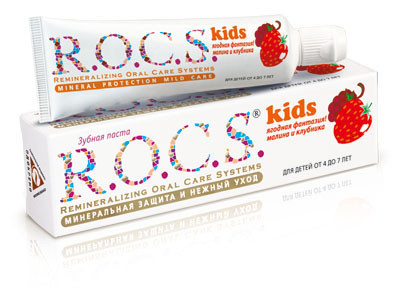 R.O.C.S.
kids
ягодная фантазия!
малина и клубника
REMINERALIZING ORAL CARE SYSTEMS
MINERAL PROTECTION MILD CARE
ДЛЯ ДЕТЕЙ ОТ 4 ДО 7 ЛЕТ
Зубная паста
R.O.C.S.®
kids
ягодная фантазия!
малина и клубника
REMINERALIZING ORAL CARE SYSTEMS
ДЛЯ ДЕТЕЙ ОТ 4 ДО 7 ЛЕТ
МИНЕРАЛЬНАЯ ЗАЩИТА И НЕЖНЫЙ УХОД